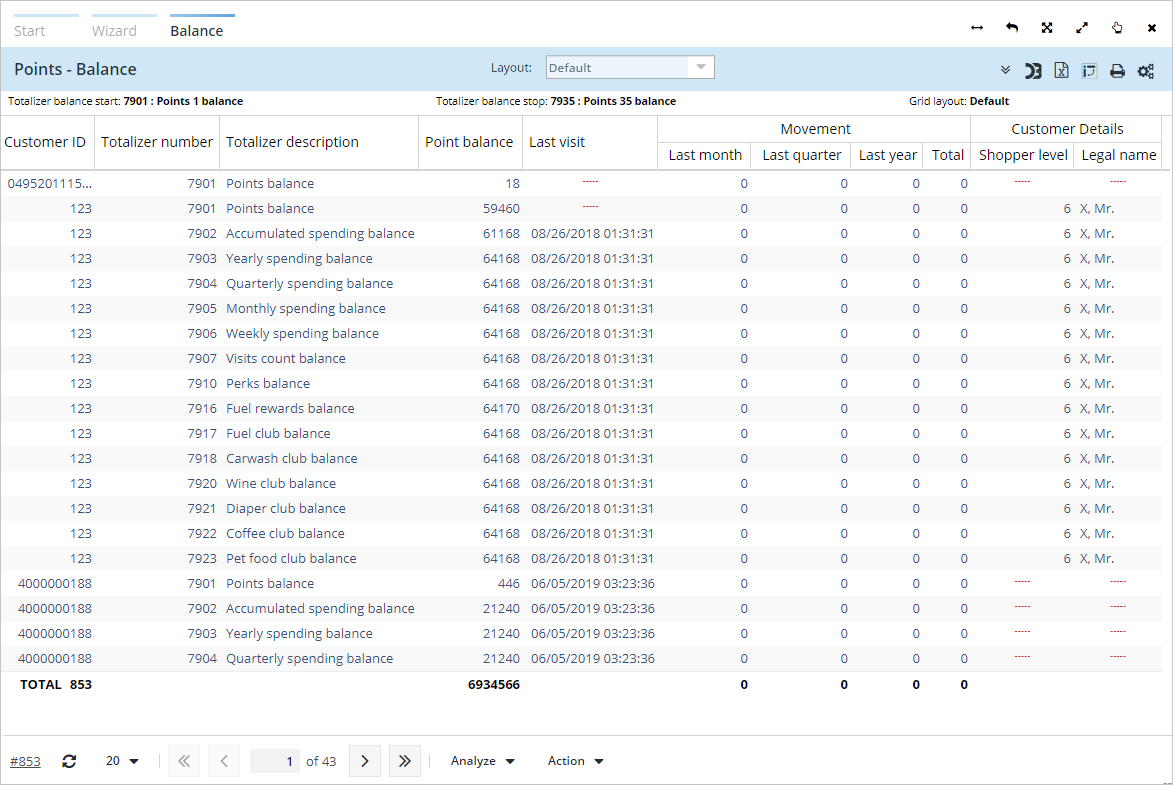 Start Wizard Balance
Points - Balance Layout: Default
Totalizer balance start: 7901 : Points 1 balance Totalizer balance stop: 7935 : Points 35 balance Grid layout: Default
Movement Customer Details
Customer ID Totalizer number Totalizer description Point balance Last visit Last month Last quarter Last year Total Shopper level Legal name
0495201115... 7901 Points balance 18 ----- 0 0 0 0 ----- -----
123 7901 Points balance 59460 ----- 0 0 0 0 6 X, Mr.
123 7902 Accumulated spending balance 61168 08/26/2018 01:31:31 0 0 0 0 6 X, Mr.
123 7903 Yearly spending balance 64168 08/26/2018 01:31:31 0 0 0 0 6 X, Mr.
123 7904 Quarterly spending balance 64168 08/26/2018 01:31:31 0 0 0 0 6 X, Mr.
123 7905 Monthly spending balance 64168 08/26/2018 01:31:31 0 0 0 0 6 X, Mr.
123 7906 Weekly spending balance 64168 08/26/2018 01:31:31 0 0 0 0 6 X, Mr.
123 7907 Visits count balance 64168 08/26/2018 01:31:31 0 0 0 0 6 X, Mr.
123 7910 Perks balance 64168 08/26/2018 01:31:31 0 0 0 0 6 X, Mr.
123 7916 Fuel rewards balance 64170 08/26/2018 01:31:31 0 0 0 0 6 X, Mr.
123 7917 Fuel club balance 64168 08/26/2018 01:31:31 0 0 0 0 6 X, Mr.
123 7918 Carwash club balance 64168 08/26/2018 01:31:31 0 0 0 0 6 X, Mr.
123 7920 Wine club balance 64168 08/26/2018 01:31:31 0 0 0 0 6 X, Mr.
123 7921 Diaper club balance 64168 08/26/2018 01:31:31 0 0 0 0 6 X, Mr.
123 7922 Coffee club balance 64168 08/26/2018 01:31:31 0 0 0 0 6 X, Mr.
123 7923 Pet food club balance 64168 08/26/2018 01:31:31 0 0 0 0 6 X, Mr.
4000000188 7901 Points balance 446 06/05/2019 03:23:36 0 0 0 0 ----- -----
4000000188 7902 Accumulated spending balance 21240 06/05/2019 03:23:36 0 0 0 0 ----- -----
4000000188 7903 Yearly spending balance 21240 06/05/2019 03:23:36 0 0 0 0 ----- -----
4000000188 7904 Quarterly spending balance 21240 06/05/2019 03:23:36 0 0 0 0 ----- -----
TOTAL 853 6934566 0 0 0 0
#853 20 1 of 43 Analyze Action